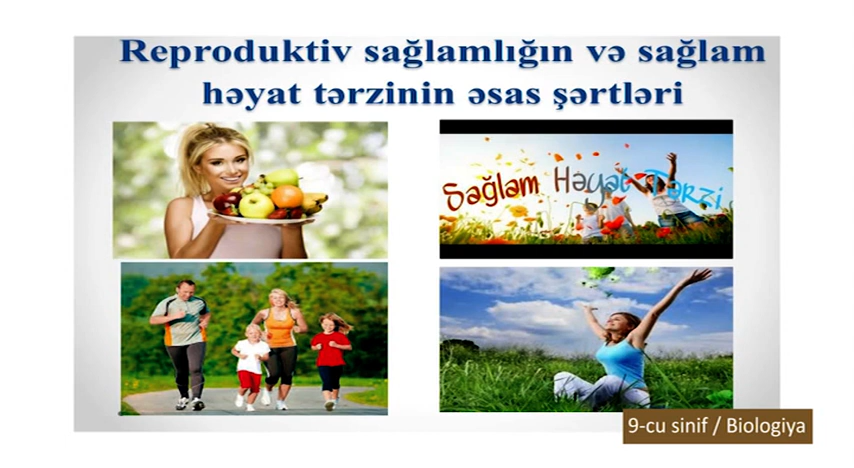 Reproduktiv sağlamlığın və sağlam
həyat tərzinin əsas şərtləri
Sağlam Həyat Tərzi
9-cu sinif / Biologiya